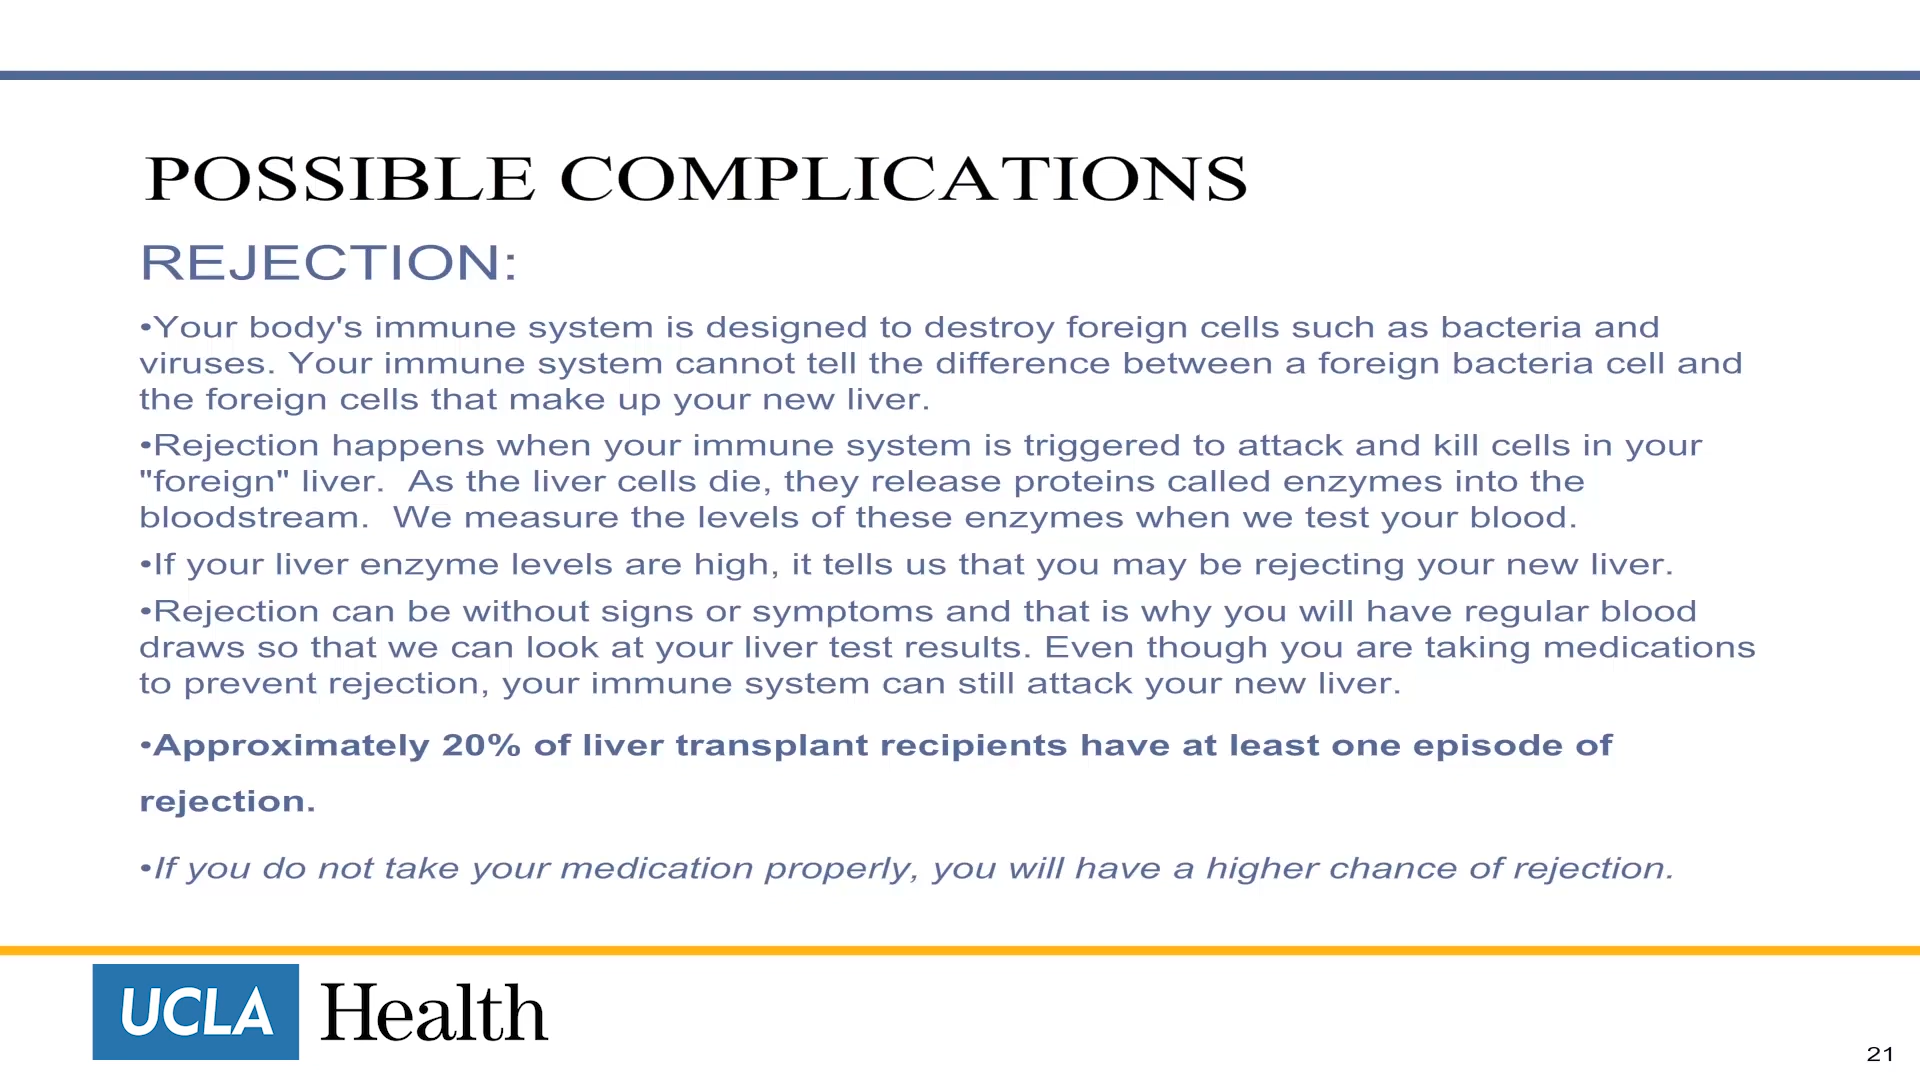 POSSIBLE COMPLICATIONS
REJECTION:
•Your body's immune system is designed to destroy foreign cells such as bacteria and
viruses. Your immune system cannot tell the difference between a foreign bacteria cell and
the foreign cells that make up your new liver.
•Rejection happens when your immune system is triggered to attack and kill cells in your
"foreign" liver.  As the liver cells die, they release proteins called enzymes into the
bloodstream.  We measure the levels of these enzymes when we test your blood.
•If your liver enzyme levels are high, it tells us that you may be rejecting your new liver.
•Rejection can be without signs or symptoms and that is why you will have regular blood
draws so that we can look at your liver test results. Even though you are taking medications
to prevent rejection, your immune system can still attack your new liver.
•Approximately 20% of liver transplant recipients have at least one episode of
rejection.
•If you do not take your medication properly, you will have a higher chance of rejection.
UCLA Health
21